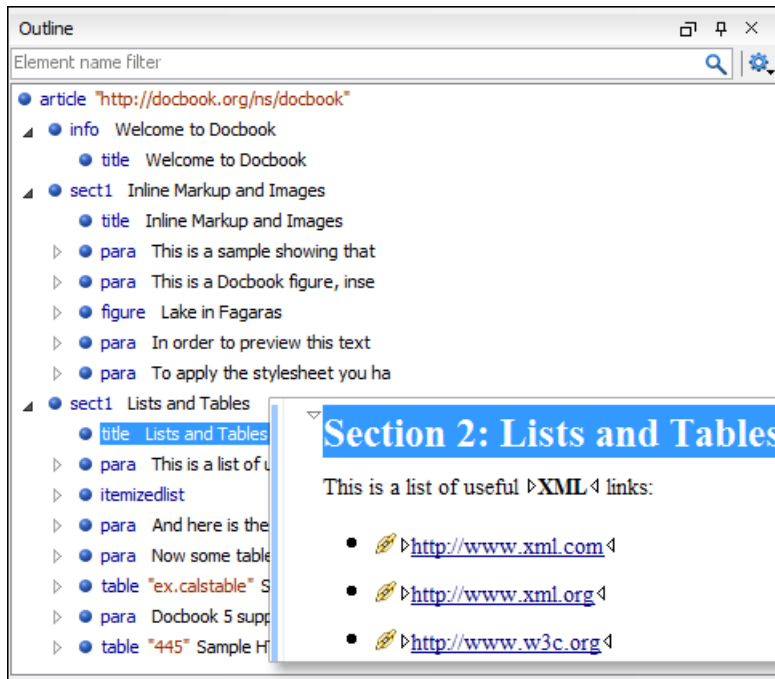 Outline
Element name filter
article "http://docbook.org/ns/docbook"
info Welcome to Docbook
title Welcome to Docbook
sect1 Inline Markup and Images
title Inline Markup and Images
para This is a sample showing that
para This is a Docbook figure, inse
figure Lake in Fagaras
para In order to preview this text
para To apply the stylesheet you ha
sect1 Lists and Tables
title Lists and Tables
para This is a list of u
itemizedlist
para And here is the
para Now some table
table "ex.calstable" S
para Docbook 5 supp
table "445" Sample HT
Section 2: Lists and Tables
This is a list of useful XML links:
http://www.xml.com
http://www.xml.org
http://www.w3c.org